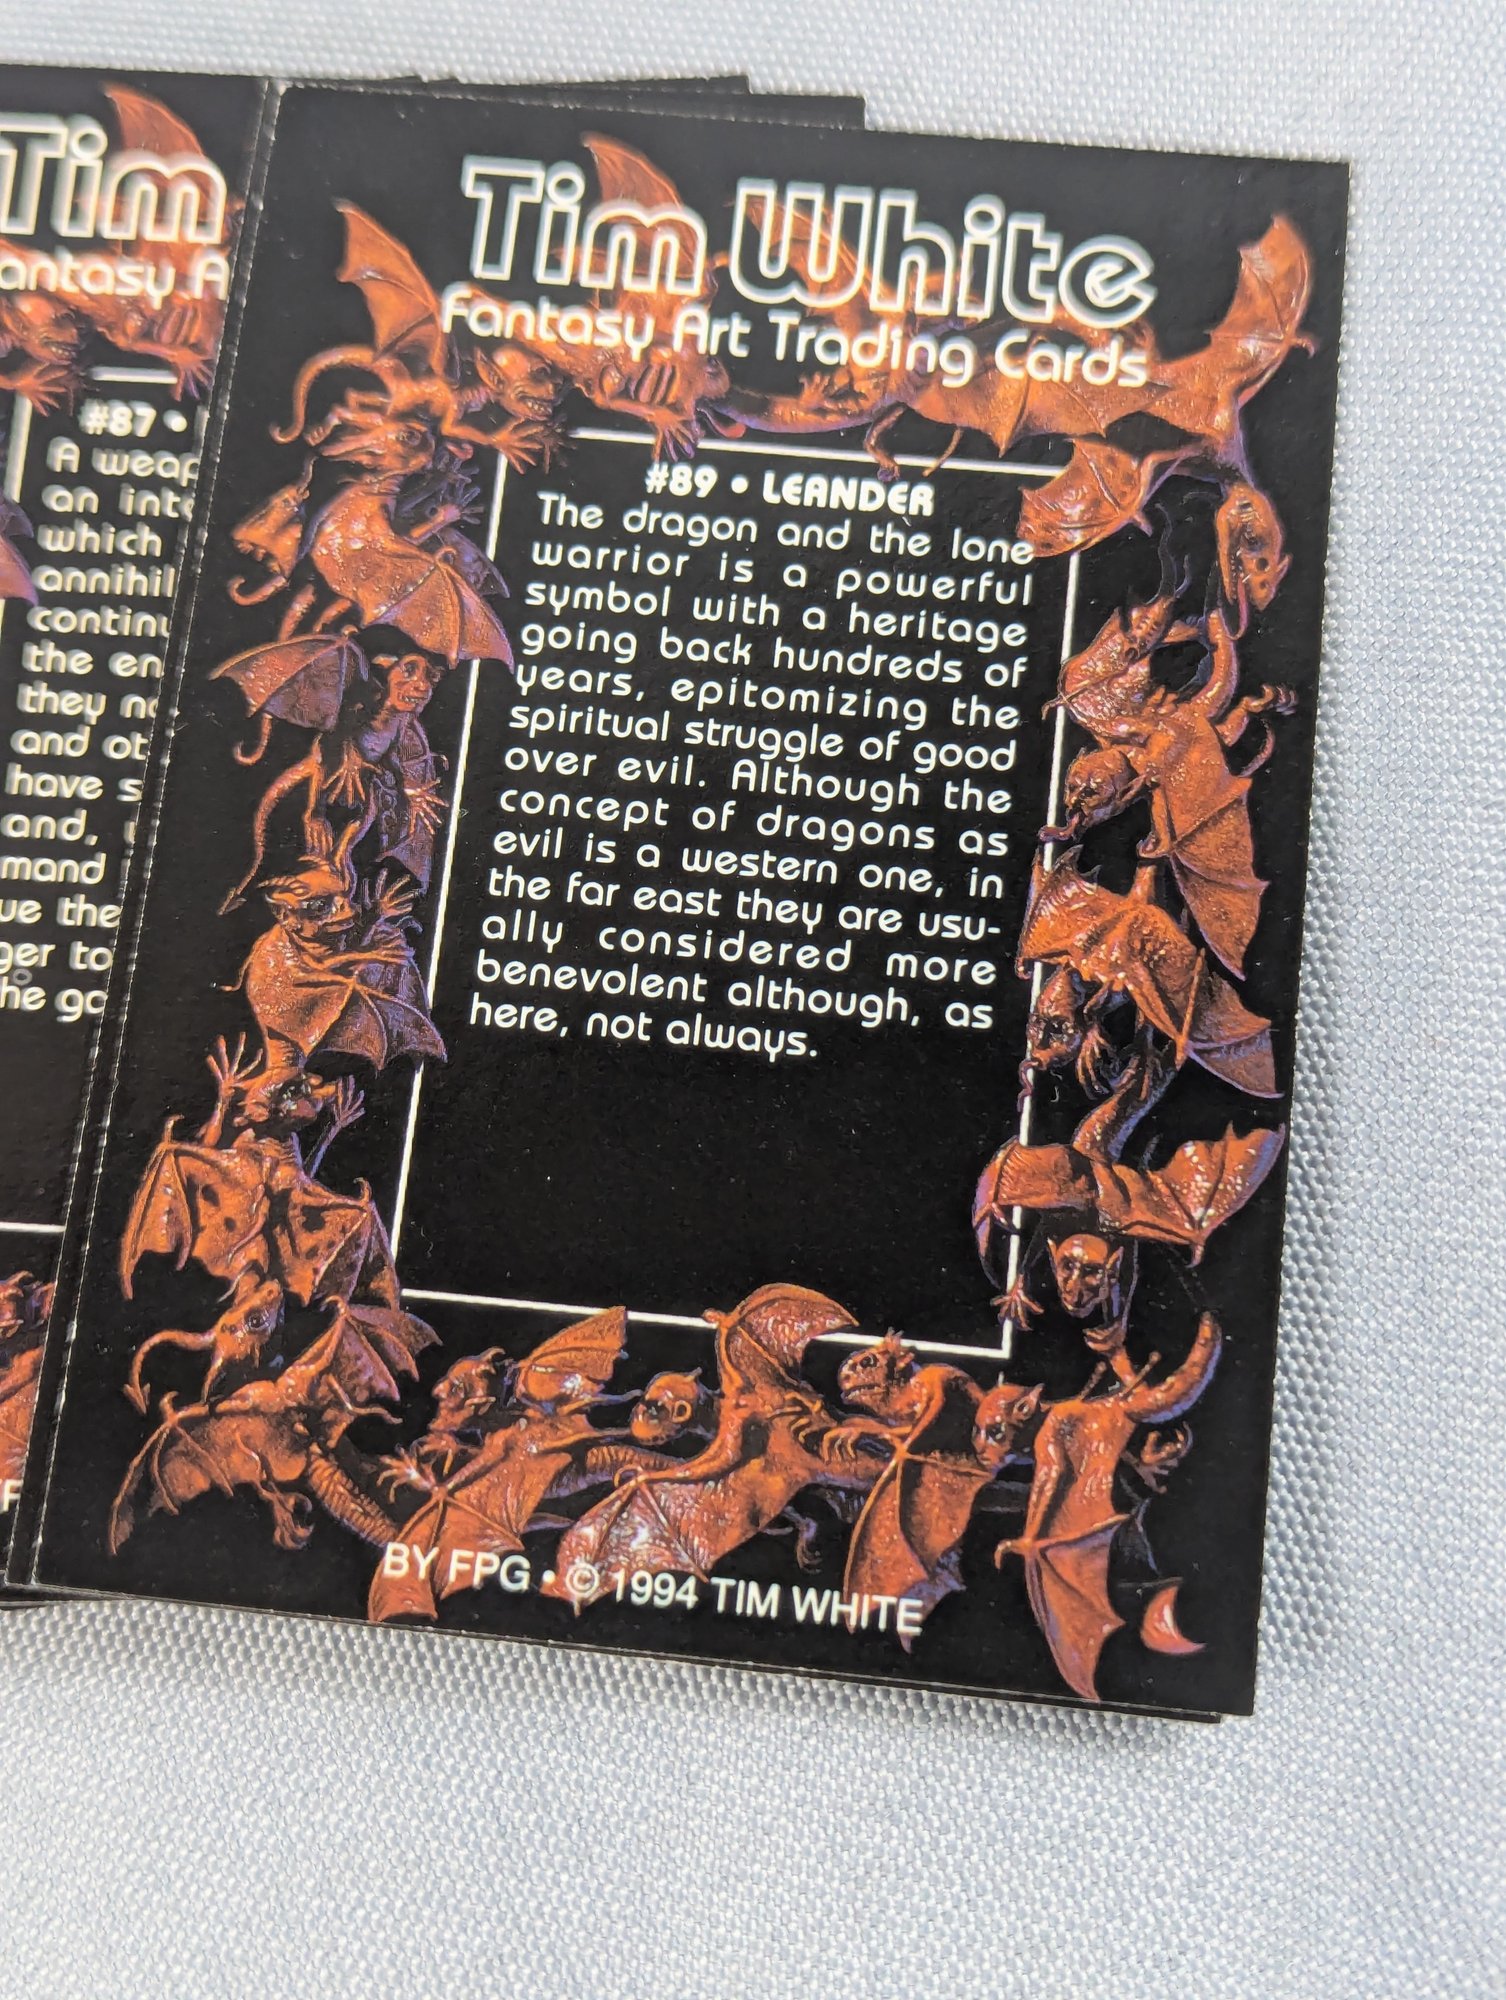 Tim
antasy A
#87 •
A weap
an int
which
annihil
continu
the en
they no
and ot
have s
and,
mand
ue the
ger to
he go
Tim White
Fantasy Art Trading Cards
#89 • LEANDER
The dragon and the lone
warrior is a powerful
symbol with a heritage
going back hundreds of
years, epitomizing the
spiritual struggle of good
over evil. Although the
concept of dragons as
evil is a western one, in
the far east they are usu-
ally considered more
benevolent although, as
here, not always.
BY FPG • © 1994 TIM WHITE